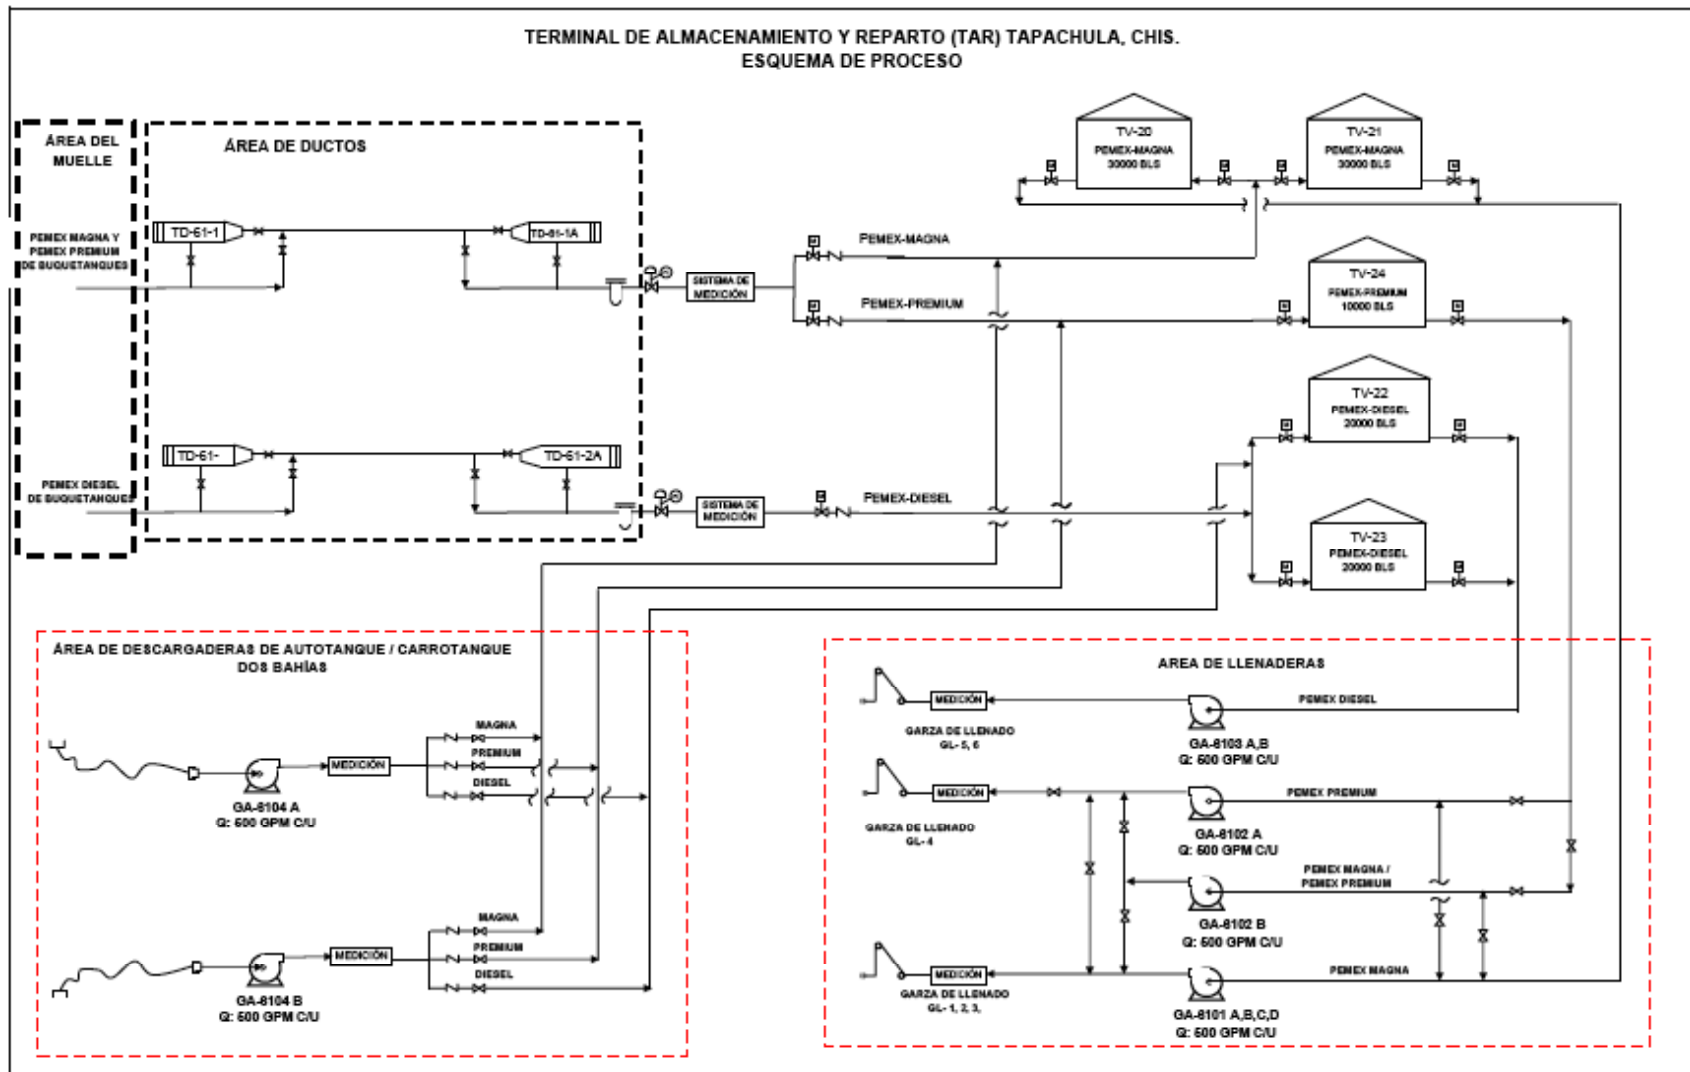 TERMINAL DE ALMACENAMIENTO Y REPARTO (TAR) TAPACHULA, CHIS.
ESQUEMA DE PROCESO
ÁREA DEL
MUELLE
ÁREA DE DUCTOS
PEMEX MAGNA Y
PEMEX PREMIUM
DE BUQUETANQUES
TD-61-1
TD-61-1A
SISTEMA DE
MEDICIÓN
PEMEX-MAGNA
PEMEX-PREMIUM
TV-20
PEMEX-MAGNA
30000 BLS
TV-21
PEMEX-MAGNA
30000 BLS
TV-24
PEMEX-PREMIUM
10000 BLS
TV-22
PEMEX-DIESEL
20000 BLS
TV-23
PEMEX-DIESEL
20000 BLS
PEMEX DIESEL
DE BUQUETANQUES
TD-61-
TD-61-2A
SISTEMA DE
MEDICIÓN
PEMEX-DIESEL
ÁREA DE DESCARGADERAS DE AUTOTANQUE / CARROTANQUE
DOS BAHÍAS
MAGNA
PREMIUM
DIESEL
MEDICIÓN
GA-6104 A
Q: 500 GPM C/U
MAGNA
PREMIUM
DIESEL
MEDICIÓN
GA-6104 B
Q: 500 GPM C/U
AREA DE LLENADERAS
MEDICIÓN
PEMEX DIESEL
GARZA DE LLENADO
GL- 5, 6
GA-6103 A,B
Q: 500 GPM C/U
MEDICIÓN
PEMEX PREMIUM
GARZA DE LLENADO
GL- 4
GA-6102 A
Q: 500 GPM C/U
PEMEX MAGNA /
PEMEX PREMIUM
GA-6102 B
Q: 500 GPM C/U
MEDICIÓN
PEMEX MAGNA
GARZA DE LLENADO
GL- 1, 2, 3,
GA-6101 A,B,C,D
Q: 500 GPM C/U